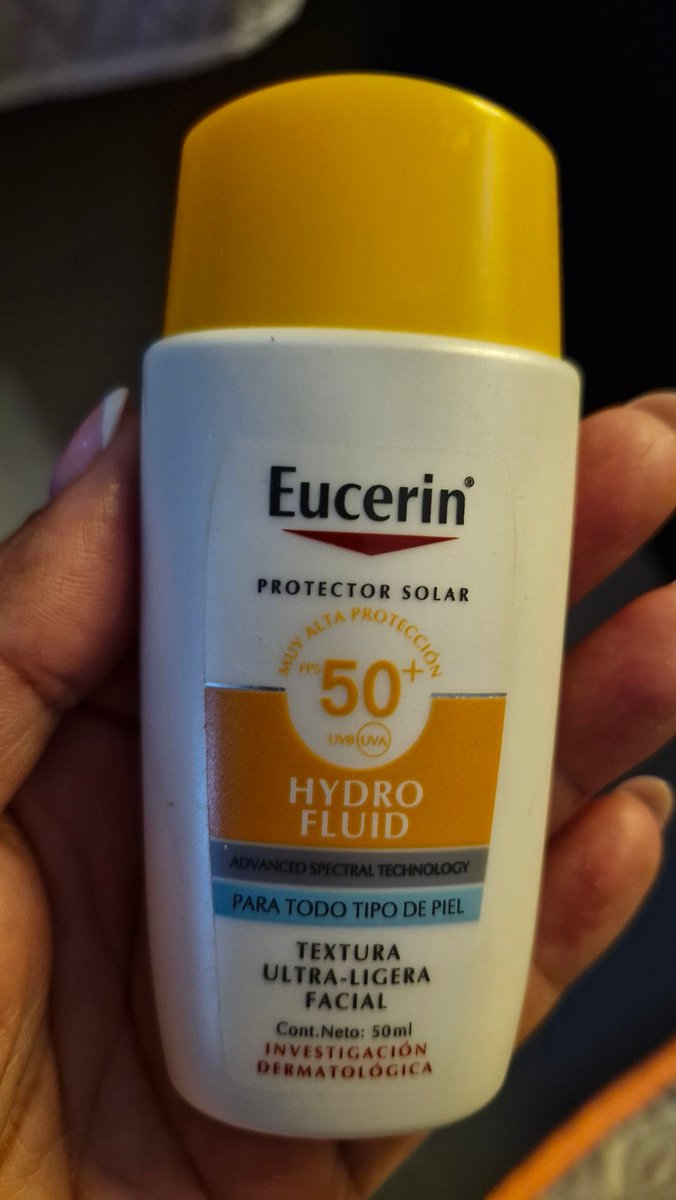 Eucerin®
PROTECTOR SOLAR
MUY ALTA PROTECCIÓN
FPS 50+
UVB UVA
HYDRO
FLUID
ADVANCED SPECTRAL TECHNOLOGY
PARA TODO TIPO DE PIEL
TEXTURA
ULTRA-LIGERA
FACIAL
Cont.Neto: 50ml
INVESTIGACIÓN
DERMATOLÓGICA